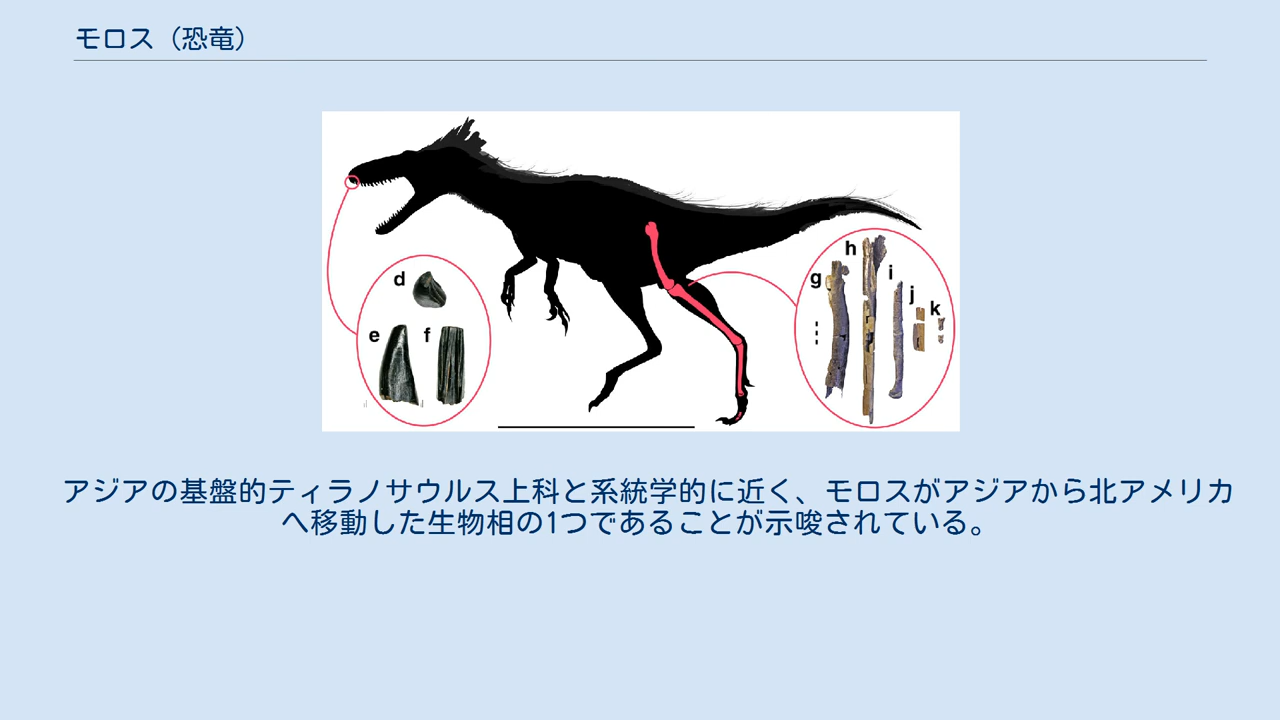 モロス（恐竜）
d
e
f
g
h
i
j
k
アジアの基盤的ティラノサウルス上科と系統学的に近く、モロスがアジアから北アメリカ
へ移動した生物相の1つであることが示唆されている。